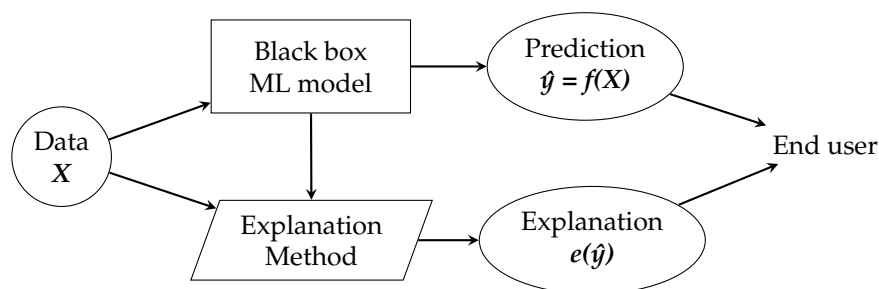 Black box
ML model
Prediction
ŷ = f(X)
Data
X
End user
Explanation
Method
Explanation
e(ŷ)